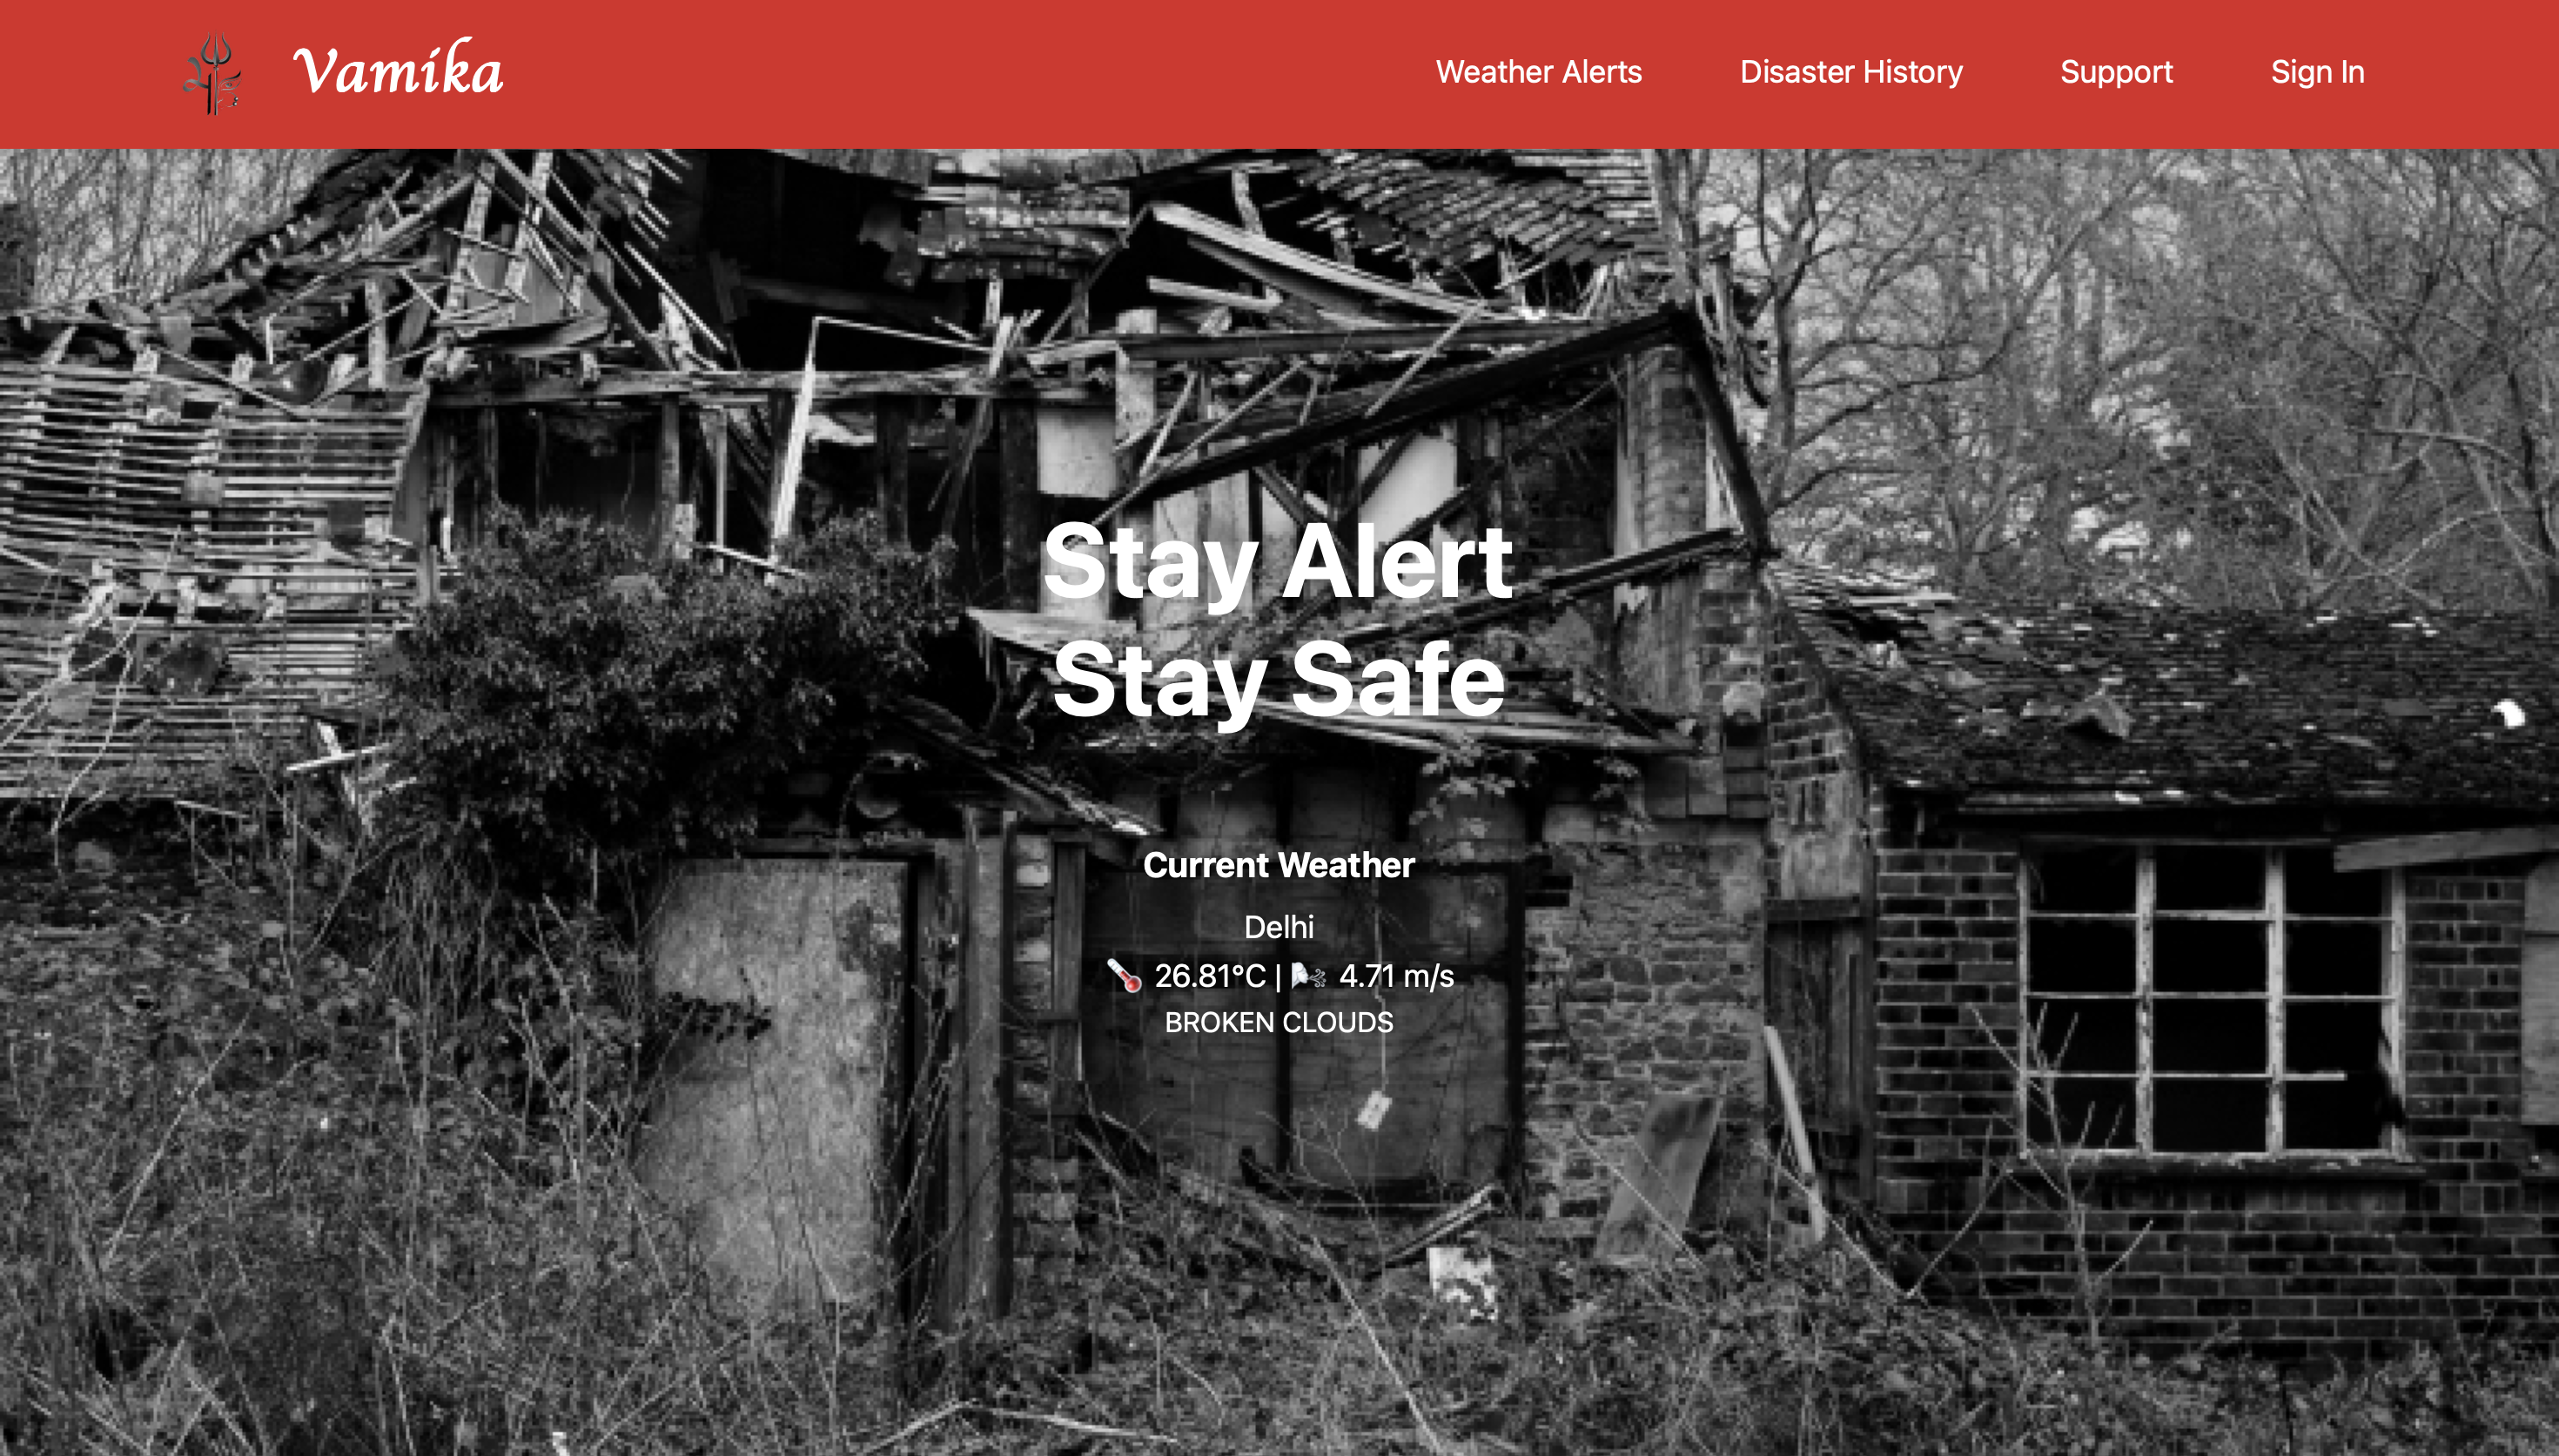 Vamika
Weather Alerts
Disaster History
Support
Sign In
Stay Alert
Stay Safe
Current Weather
Delhi
🌡️ 26.81°C | 🌬️ 4.71 m/s
BROKEN CLOUDS